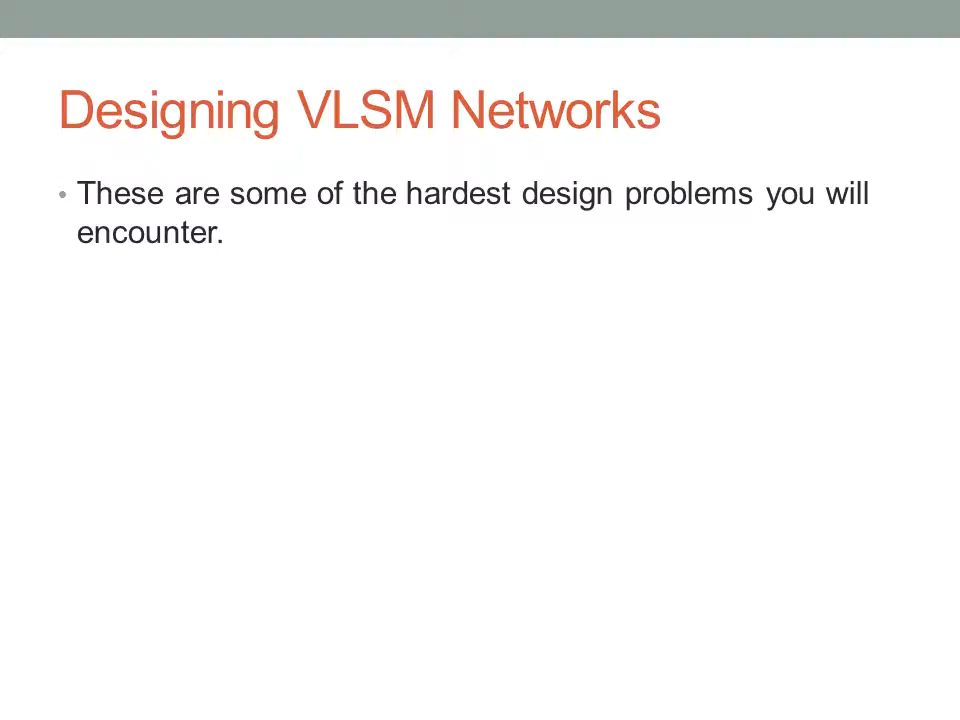 Designing VLSM Networks
• These are some of the hardest design problems you will
encounter.